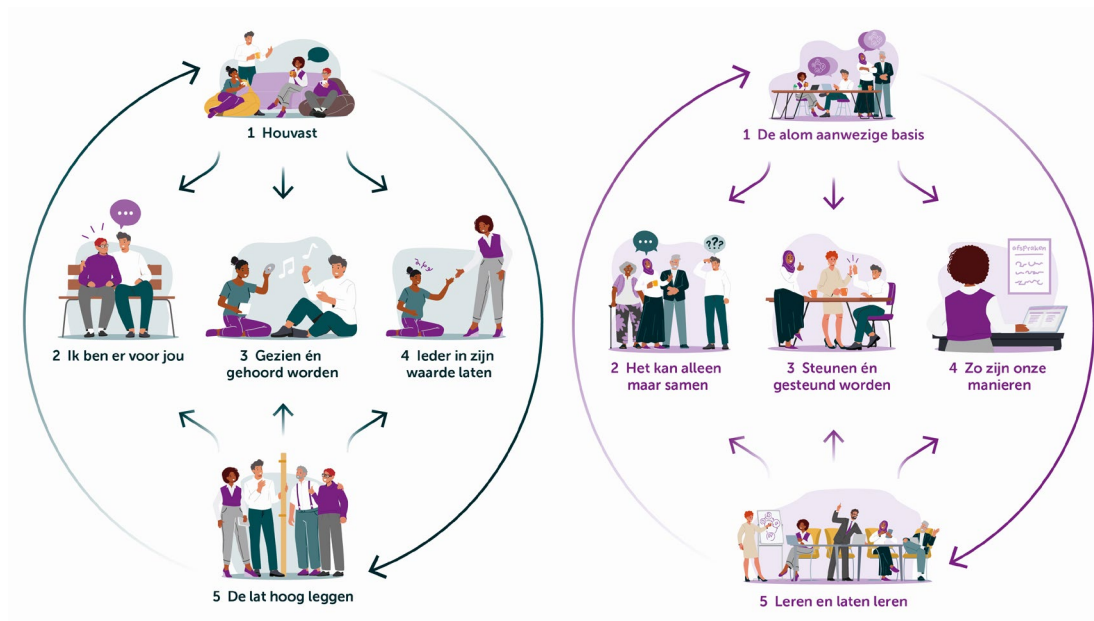 1 Houvast
2 Ik ben er voor jou
3 Gezien én
gehoord worden
4 Ieder in zijn
waarde laten
5 De lat hoog leggen
1 De alom aanwezige basis
???
afspraken
2 Het kan alleen
maar samen
3 Steunen én
gesteund worden
4 Zo zijn onze
manieren
5 Leren en laten leren